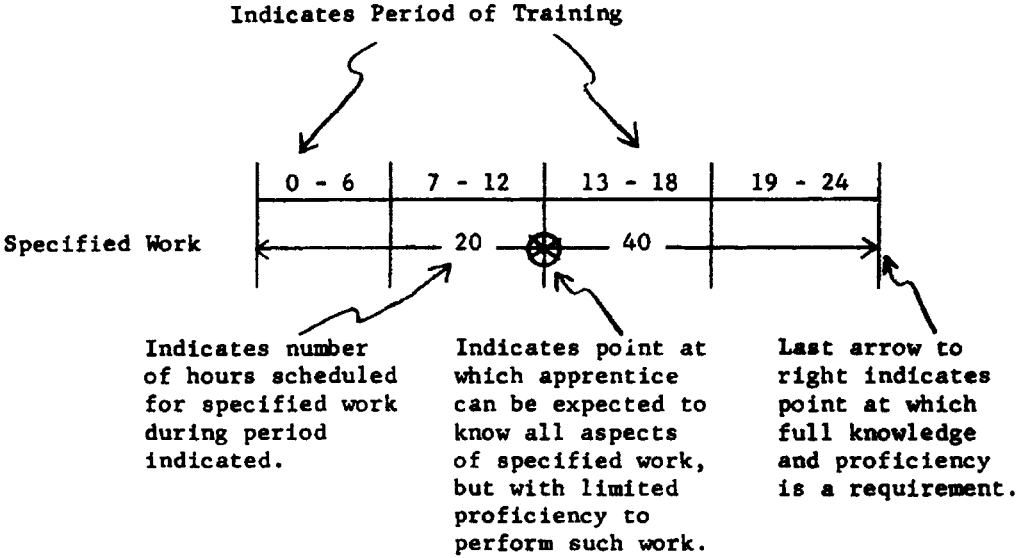 Indicates Period of Training
0 - 6 7 - 12 13 - 18 19 - 24
Specified Work 20 40
Indicates number
of hours scheduled
for specified work
during period
indicated.
Indicates point at
which apprentice
can be expected to
know all aspects
of specified work,
but with limited
proficiency to
perform such work.
Last arrow to
right indicates
point at which
full knowledge
and proficiency
is a requirement.